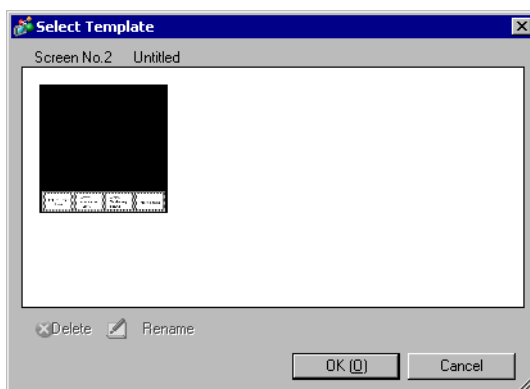 Select Template
Screen No.2 Untitled
Delete Rename
OK (O) Cancel